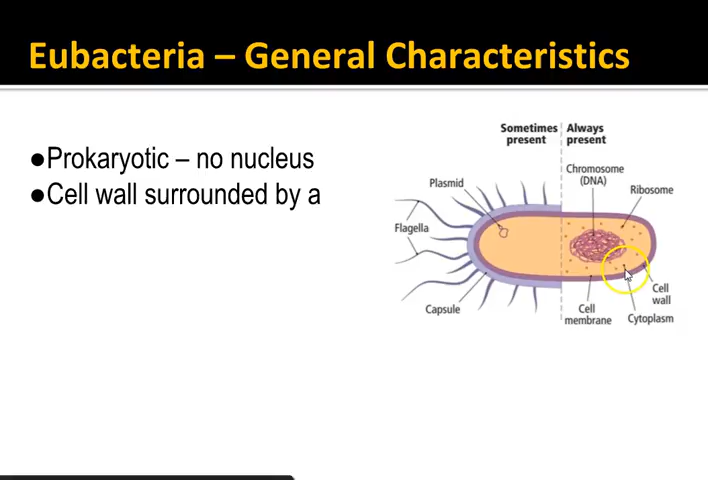 Eubacteria – General Characteristics
●Prokaryotic – no nucleus
●Cell wall surrounded by a
Sometimes present
Always present
Chromosome (DNA)
Plasmid
Ribosome
Flagella
Capsule
Cell membrane
Cell wall
Cytoplasm